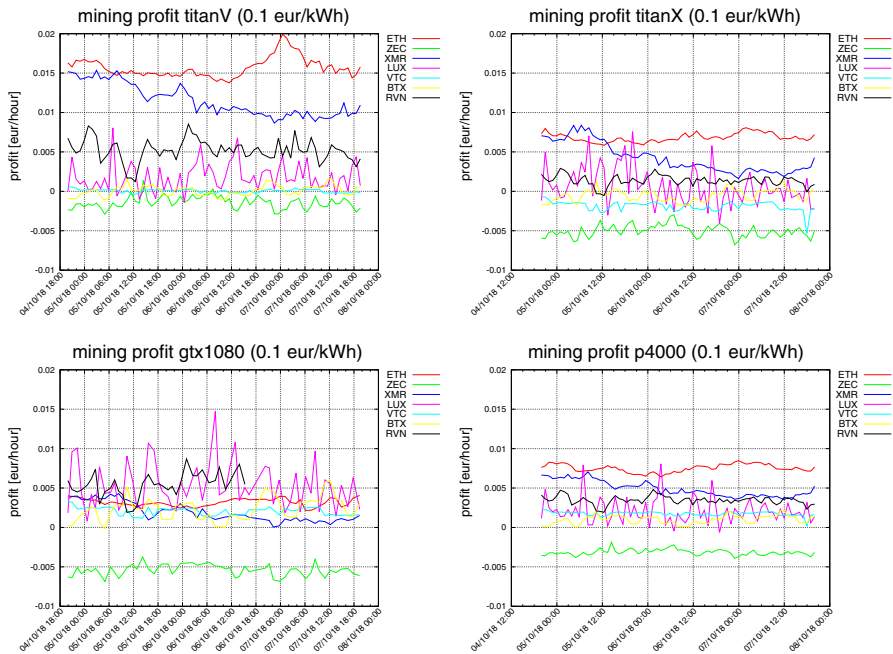 mining profit titanV (0.1 eur/kWh)
profit [eur/hour]
0.02
0.015
0.01
0.005
0
-0.005
-0.01
ETH
ZEC
XMR
LUX
VTC
BTX
RVN
04/10/18 18:00
05/10/18 00:00
05/10/18 06:00
05/10/18 12:00
05/10/18 18:00
06/10/18 00:00
06/10/18 06:00
06/10/18 12:00
06/10/18 18:00
07/10/18 00:00
07/10/18 06:00
07/10/18 12:00
07/10/18 18:00
08/10/18 00:00
mining profit titanX (0.1 eur/kWh)
profit [eur/hour]
0.02
0.015
0.01
0.005
0
-0.005
-0.01
ETH
ZEC
XMR
LUX
VTC
BTX
RVN
04/10/18 12:00
05/10/18 00:00
05/10/18 12:00
06/10/18 00:00
06/10/18 12:00
07/10/18 00:00
07/10/18 12:00
08/10/18 00:00
mining profit gtx1080 (0.1 eur/kWh)
profit [eur/hour]
0.02
0.015
0.01
0.005
0
-0.005
-0.01
ETH
ZEC
XMR
LUX
VTC
BTX
RVN
04/10/18 18:00
05/10/18 00:00
05/10/18 06:00
05/10/18 12:00
05/10/18 18:00
06/10/18 00:00
06/10/18 06:00
06/10/18 12:00
06/10/18 18:00
07/10/18 00:00
07/10/18 06:00
07/10/18 12:00
07/10/18 18:00
08/10/18 00:00
mining profit p4000 (0.1 eur/kWh)
profit [eur/hour]
0.02
0.015
0.01
0.005
0
-0.005
-0.01
ETH
ZEC
XMR
LUX
VTC
BTX
RVN
04/10/18 12:00
05/10/18 00:00
05/10/18 12:00
06/10/18 00:00
06/10/18 12:00
07/10/18 00:00
07/10/18 12:00
08/10/18 00:00